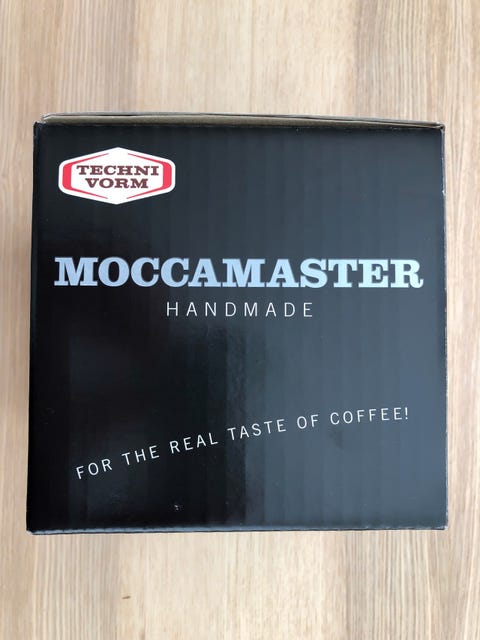 TECHNI
VORM
MOCCAMASTER
HANDMADE
FOR THE REAL TASTE OF COFFEE!